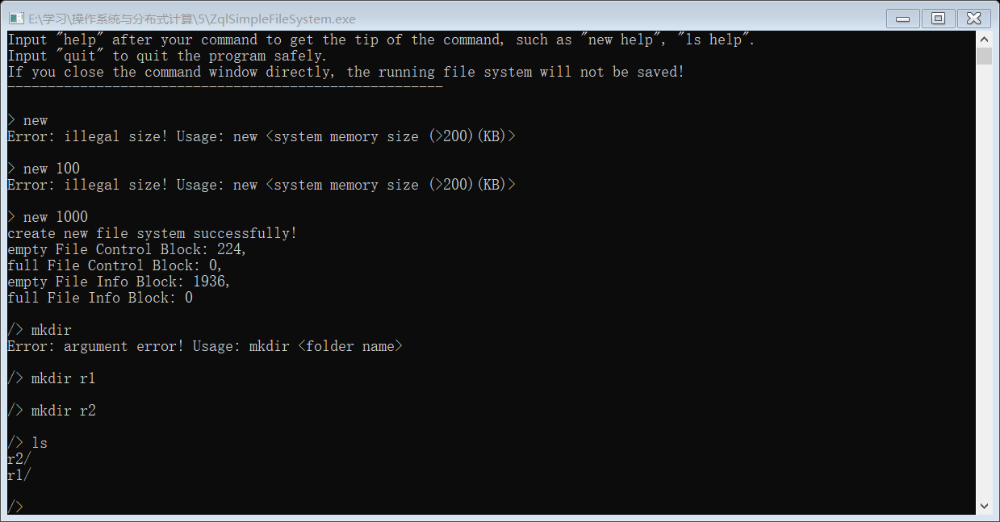 E:\学习\操作系统与分布式计算\5\ZqlSimpleFileSystem.exe
Input "help" after your command to get the tip of the command, such as "new help", "ls help".
Input "quit" to quit the program safely.
If you close the command window directly, the running file system will not be saved!
------------------------------------------------------
> new
Error: illegal size! Usage: new <system memory size (>200)(KB)>
> new 100
Error: illegal size! Usage: new <system memory size (>200)(KB)>
> new 1000
create new file system successfully!
empty File Control Block: 224,
full File Control Block: 0,
empty File Info Block: 1936,
full File Info Block: 0
/> mkdir
Error: argument error! Usage: mkdir <folder name>
/> mkdir r1
/> mkdir r2
/> ls
r2/
r1/
/>